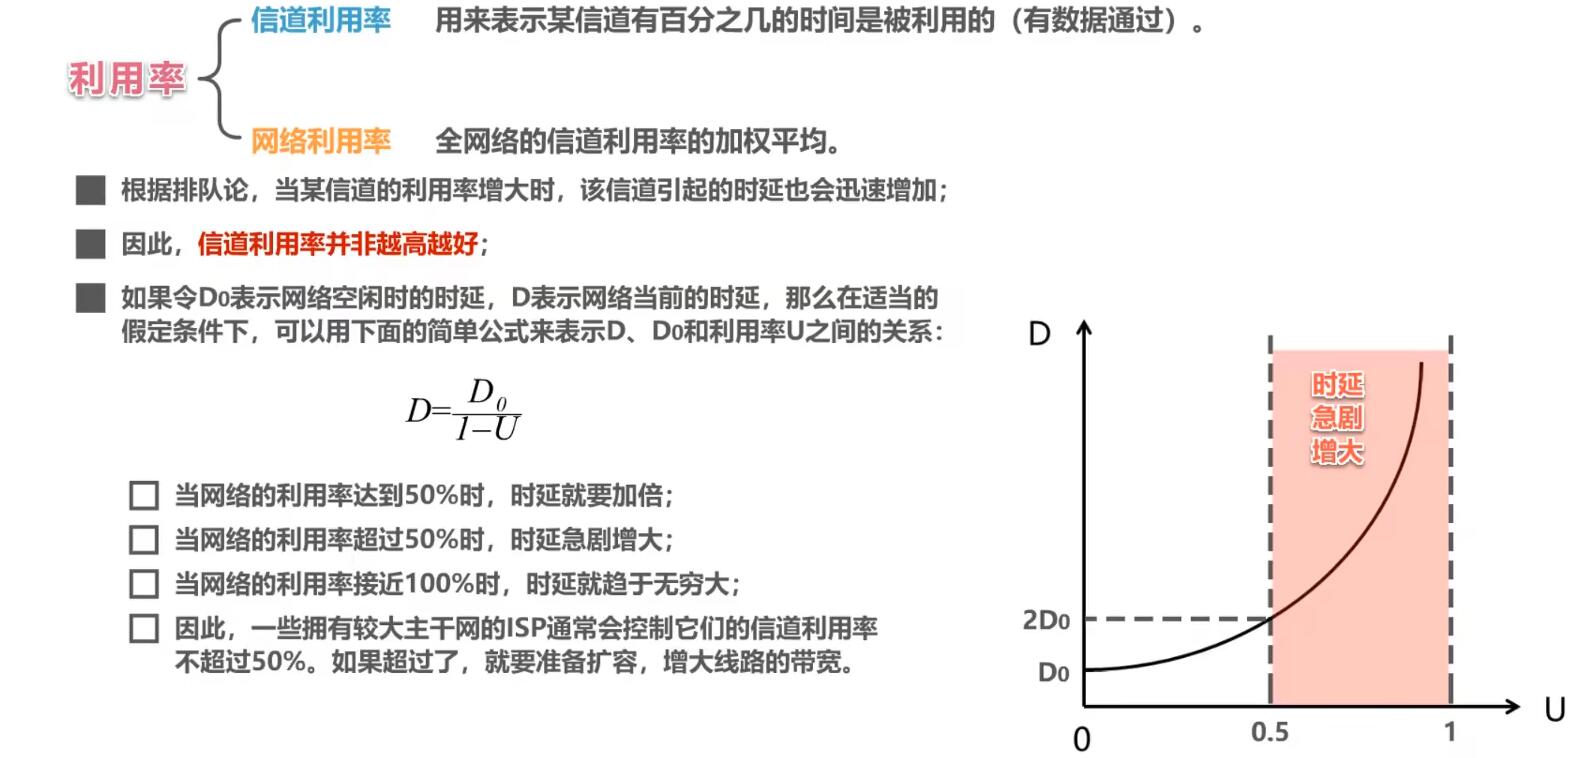 信道利用率 用来表示某信道有百分之几的时间是被利用的（有数据通过）。
利用率
网络利用率 全网络的信道利用率的加权平均。
根据排队论，当某信道的利用率增大时，该信道引起的时延也会迅速增加；
因此，信道利用率并非越高越好；
如果令D₀表示网络空闲时的时延，D表示网络当前的时延，那么在适当的
假定条件下，可以用下面的简单公式来表示D、D₀和利用率U之间的关系：
D=D₀/(1−U)
当网络的利用率达到50%时，时延就要加倍；
当网络的利用率超过50%时，时延急剧增大；
当网络的利用率接近100%时，时延就趋于无穷大；
因此，一些拥有较大主干网的ISP通常会控制它们的信道利用率
不超过50%。如果超过了，就要准备扩容，增大线路的带宽。
D
时延
急剧
增大
2D₀
D₀
0
0.5
1
U